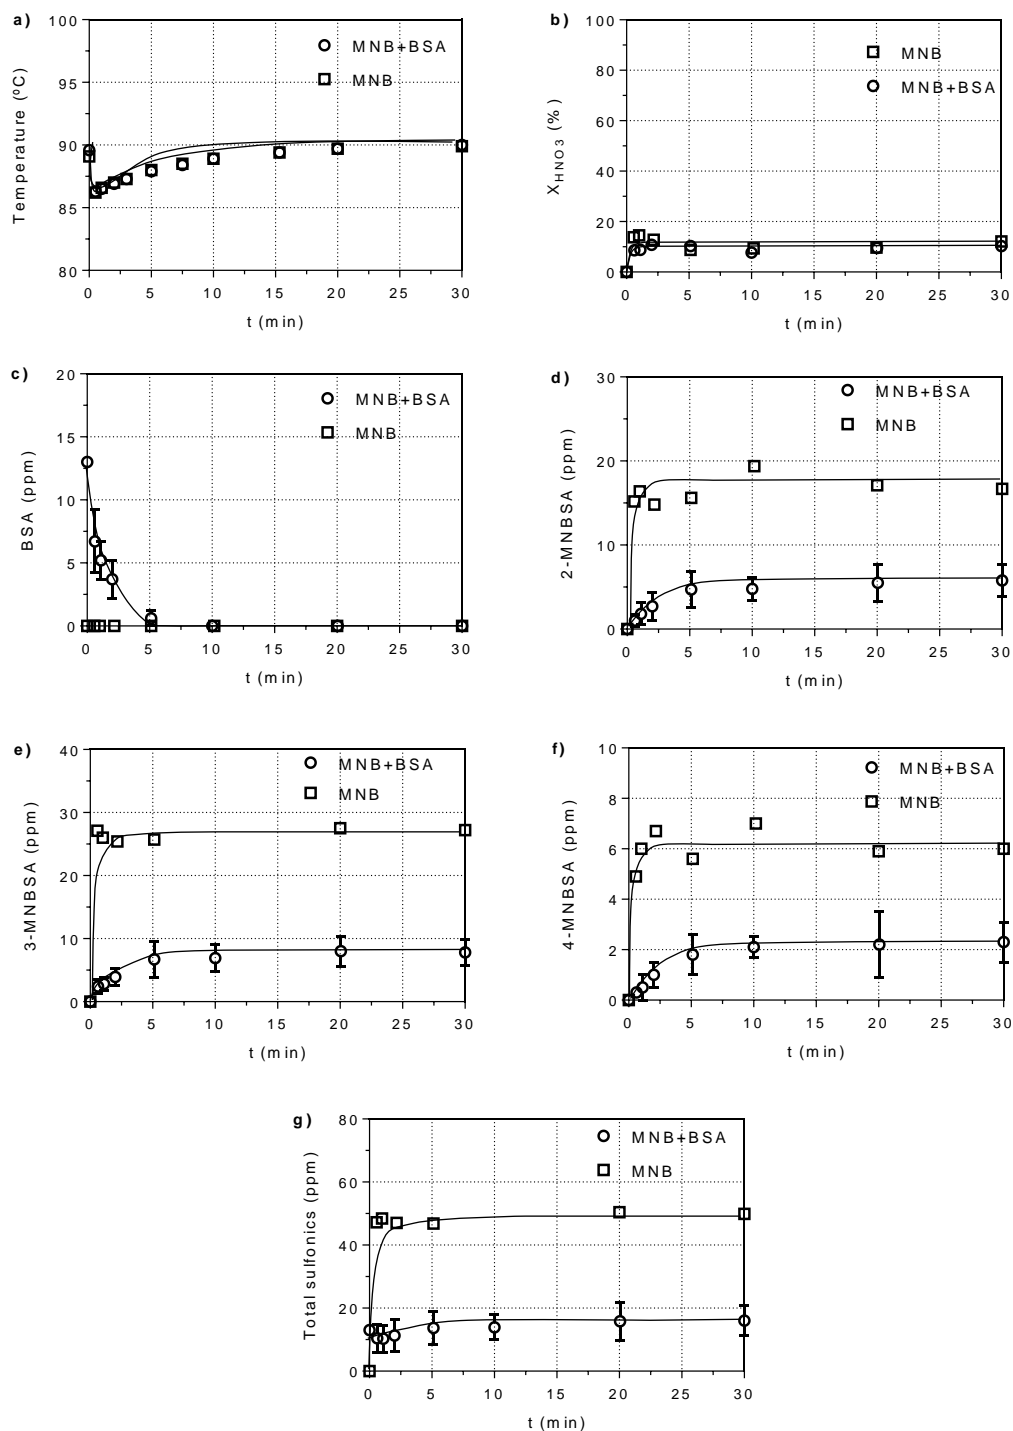 a)
Temperature (ºC)
100
95
90
85
80
MNB+BSA
MNB
0 5 10 15 20 25 30
t (min)
b)
X_HNO3 (%)
100
80
60
40
20
0
MNB
MNB+BSA
0 5 10 15 20 25 30
t (min)
c)
BSA (ppm)
20
15
10
5
0
MNB+BSA
MNB
0 5 10 15 20 25 30
t (min)
d)
2-MNBSA (ppm)
30
20
10
0
MNB+BSA
MNB
0 5 10 15 20 25 30
t (min)
e)
3-MNBSA (ppm)
40
30
20
10
0
MNB+BSA
MNB
0 5 10 15 20 25 30
t (min)
f)
4-MNBSA (ppm)
10
8
6
4
2
0
MNB+BSA
MNB
0 5 10 15 20 25 30
t (min)
g)
Total sulfonics (ppm)
80
60
40
20
0
MNB+BSA
MNB
0 5 10 15 20 25 30
t (min)